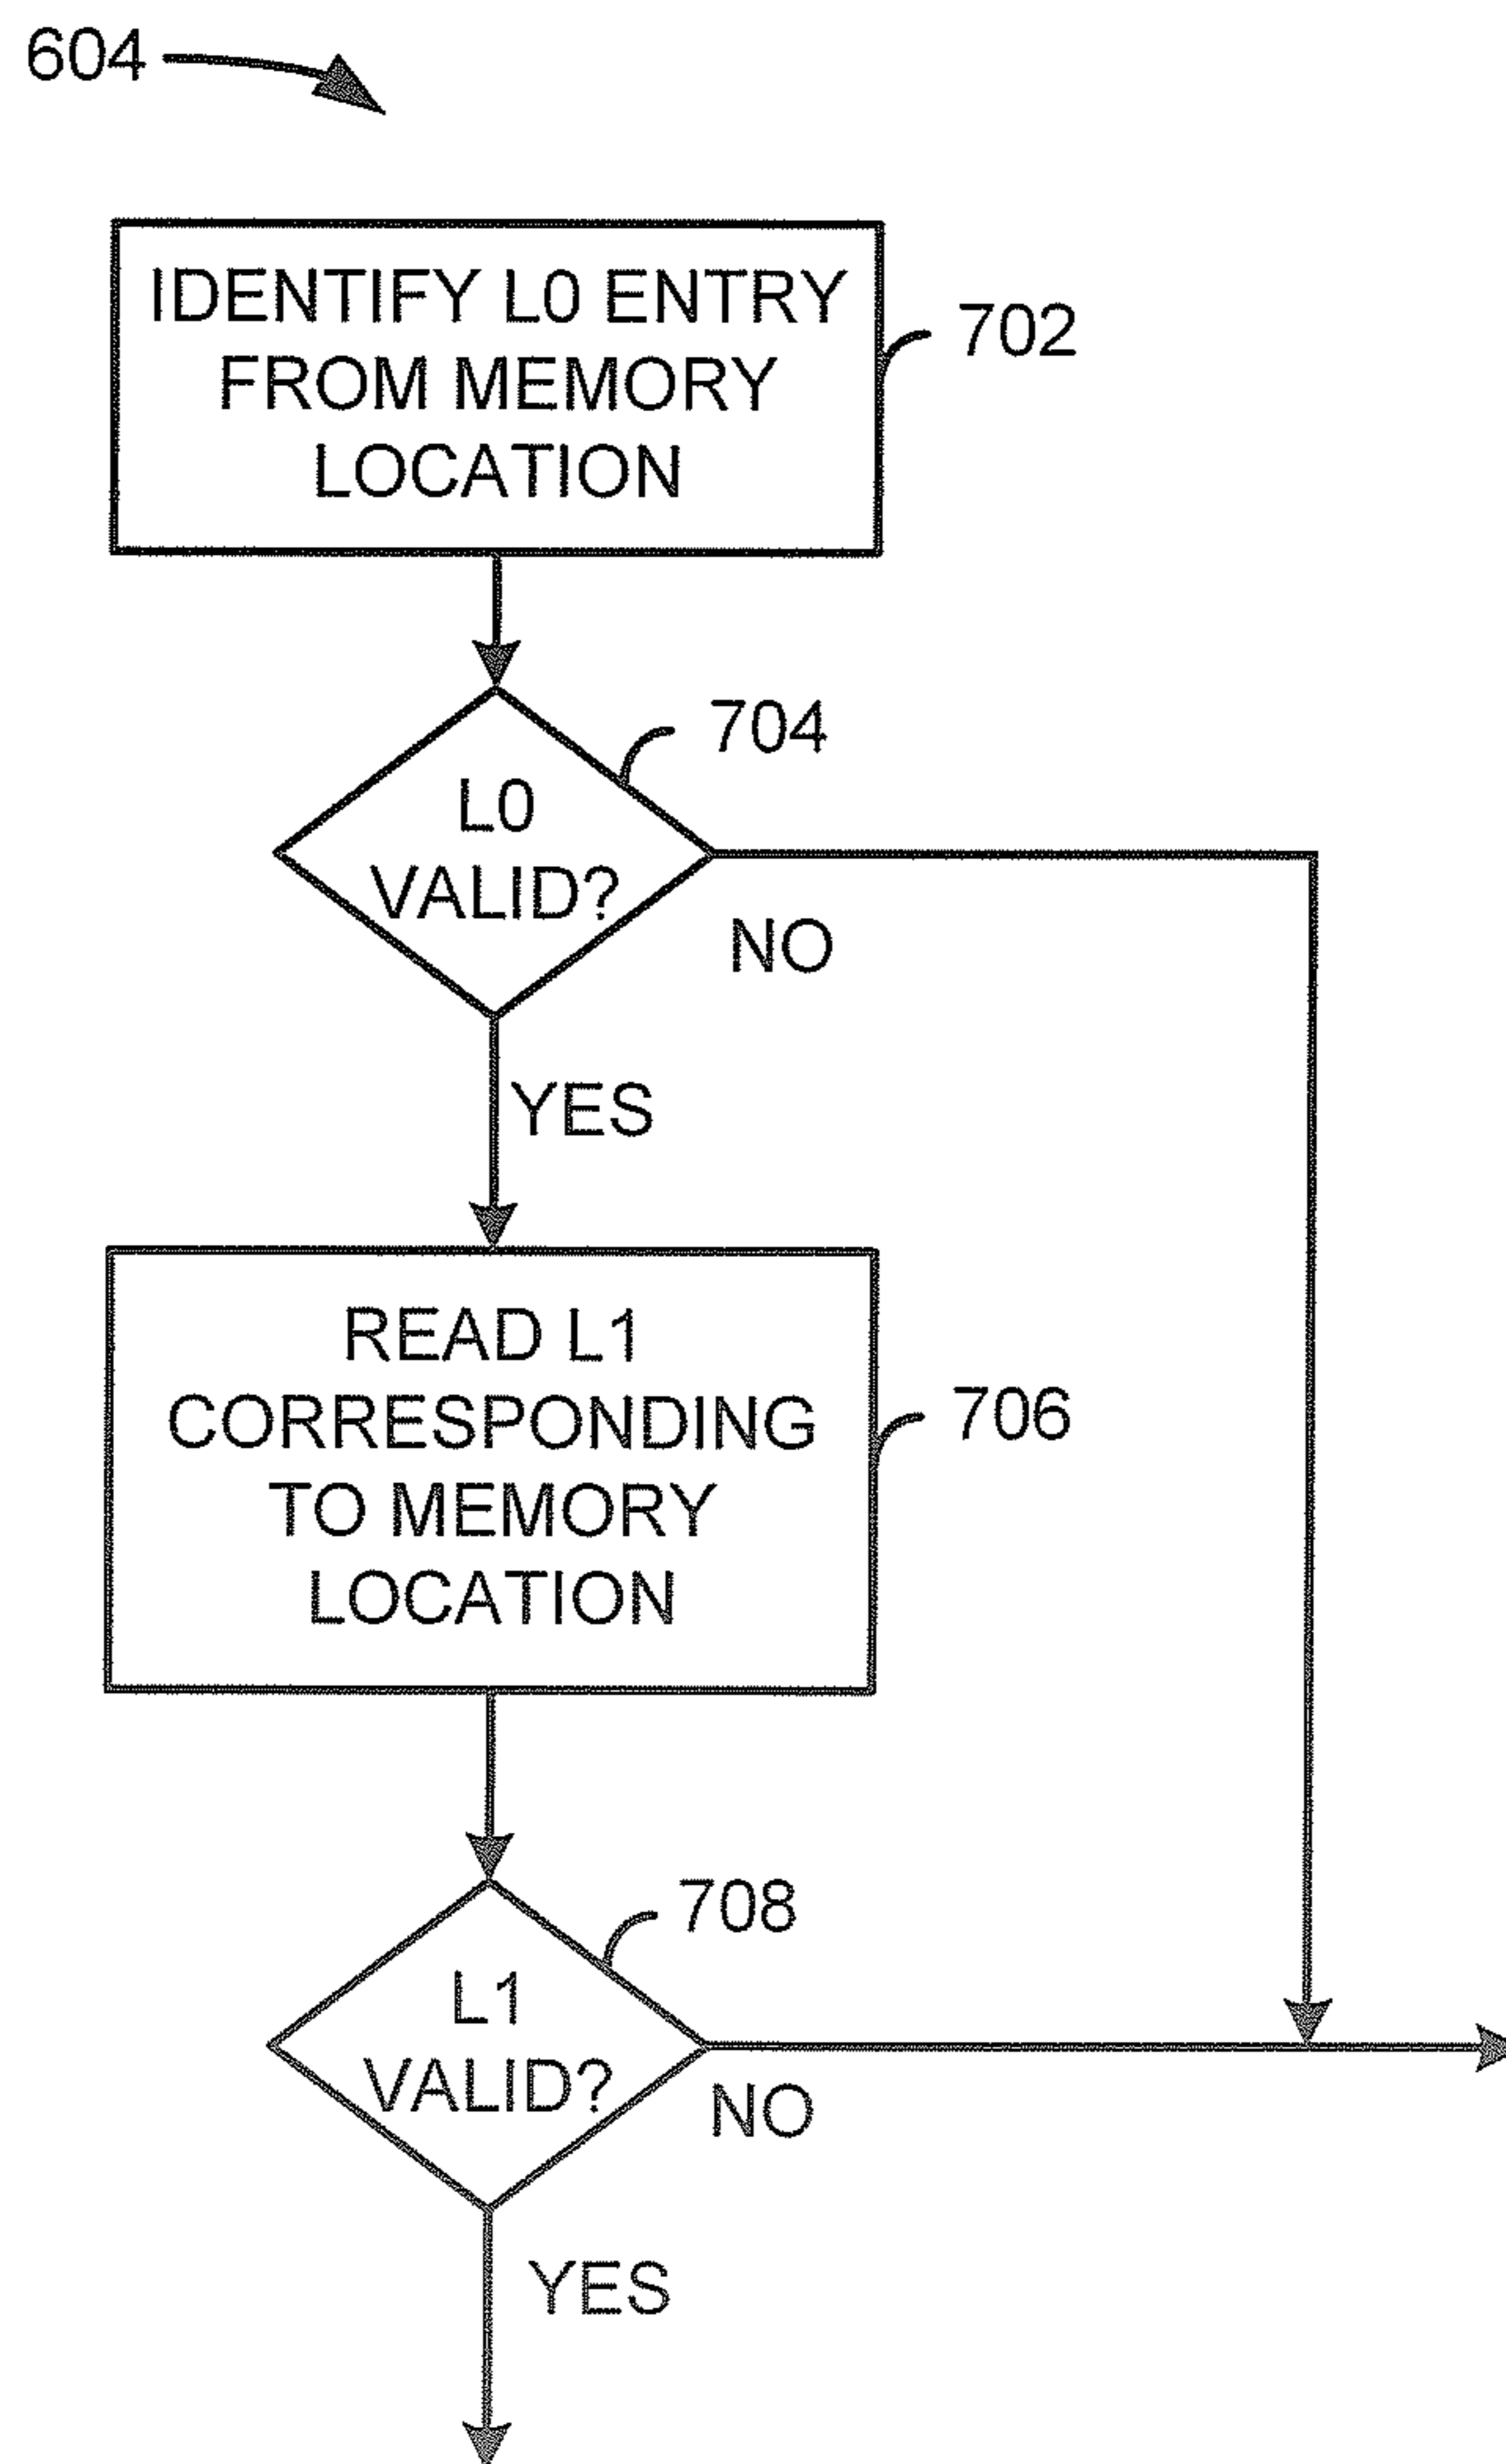 604
IDENTIFY L0 ENTRY
FROM MEMORY
LOCATION
702
704
L0
VALID?
NO
YES
READ L1
CORRESPONDING
TO MEMORY
LOCATION
706
708
L1
VALID?
NO
YES